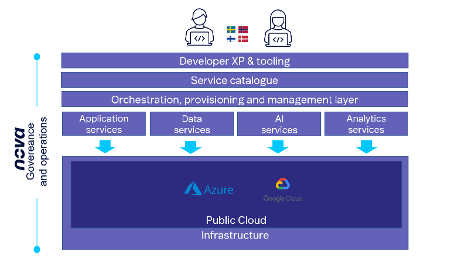 Developer XP & tooling
Service catalogue
Orchestration, provisioning and management layer
Application
services
Data
services
AI
services
Analytics
services
nova
Govereance
and operations
Azure
Google Cloud
Public Cloud
Infrastructure